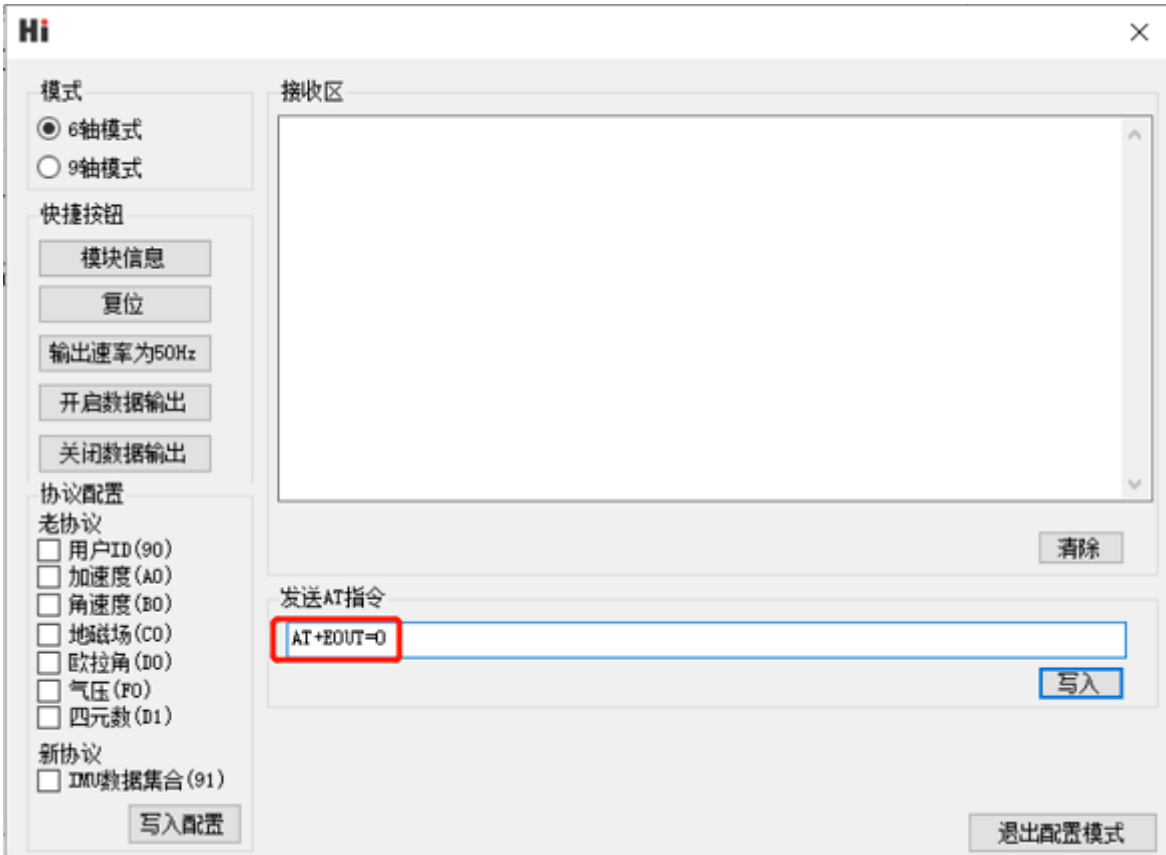 Hi
模式
6轴模式
9轴模式
快捷按钮
模块信息
复位
输出速率为50Hz
开启数据输出
关闭数据输出
协议配置
老协议
用户ID(90)
加速度(A0)
角速度(B0)
地磁场(C0)
欧拉角(D0)
气压(F0)
四元数(D1)
新协议
IMU数据集合(91)
写入配置
接收区
清除
发送AT指令
AT+EOUT=0
写入
退出配置模式